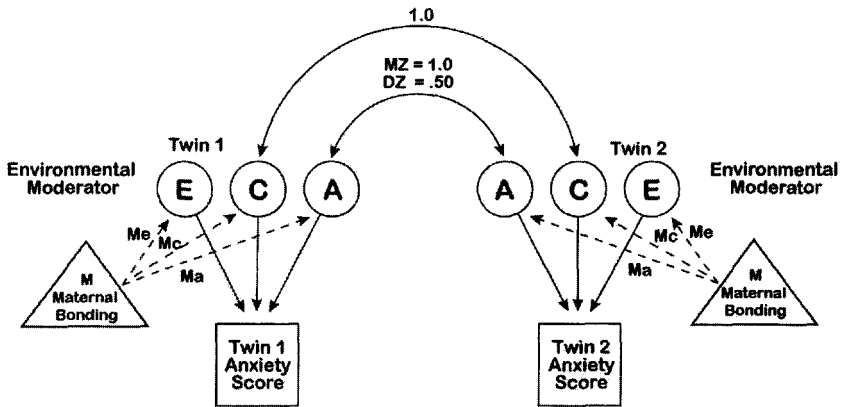 1.0
MZ = 1.0
DZ = .50
Twin 1
Twin 2
Environmental
Moderator
Environmental
Moderator
E
C
A
A
C
E
Me
Mc
Ma
Mc
Me
Ma
M
Maternal
Bonding
M
Maternal
Bonding
Twin 1
Anxiety
Score
Twin 2
Anxiety
Score